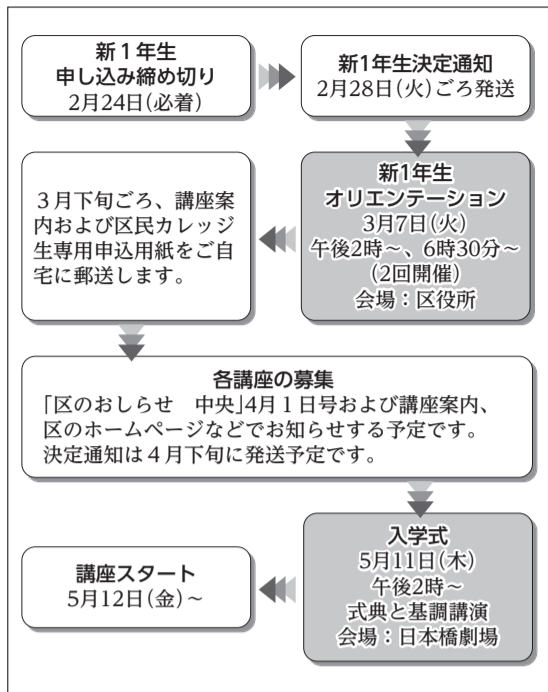 新１年生
申し込み締め切り
2月24日(必着)
新1年生決定通知
2月28日(火)ごろ発送
新1年生
オリエンテーション
3月7日(火)
午後2時～、6時30分～
(2回開催)
会場：区役所
３月下旬ごろ、講座案
内および区民カレッジ
生専用申込用紙をご自
宅に郵送します。
各講座の募集
「区のおしらせ　中央」4月１日号および講座案内、
区のホームページなどでお知らせする予定です。
決定通知は４月下旬に発送予定です。
入学式
5月11日(木)
午後2時～
式典と基調講演
会場：日本橋劇場
講座スタート
5月12日(金)～